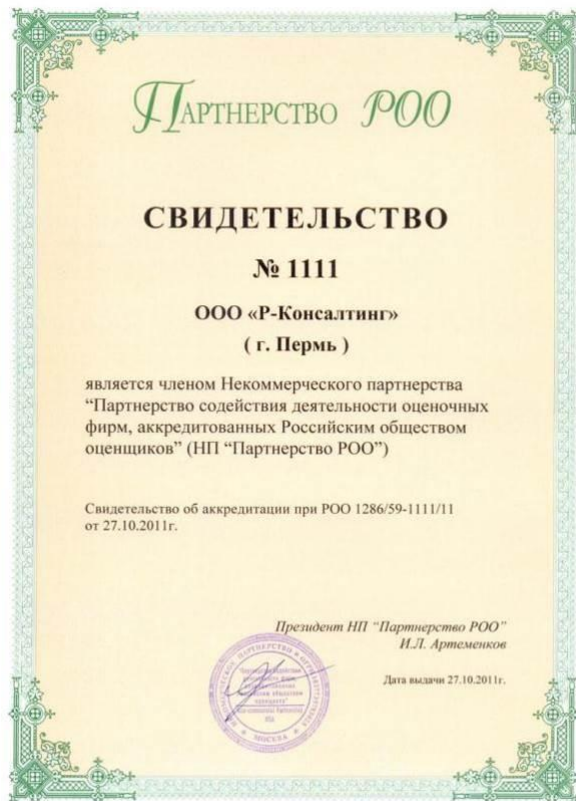 ПАРТНЕРСТВО РОО
СВИДЕТЕЛЬСТВО
№ 1111
ООО «Р-Консалтинг»
( г. Пермь )
является членом Некоммерческого партнерства
“Партнерство содействия деятельности оценочных
фирм, аккредитованных Российским обществом
оценщиков” (НП “Партнерство РОО”)
Свидетельство об аккредитации при РОО 1286/59-1111/11
от 27.10.2011г.
Президент НП “Партнерство РОО”
И.Л. Артеменков
Дата выдачи 27.10.2011г.
МОСКВА